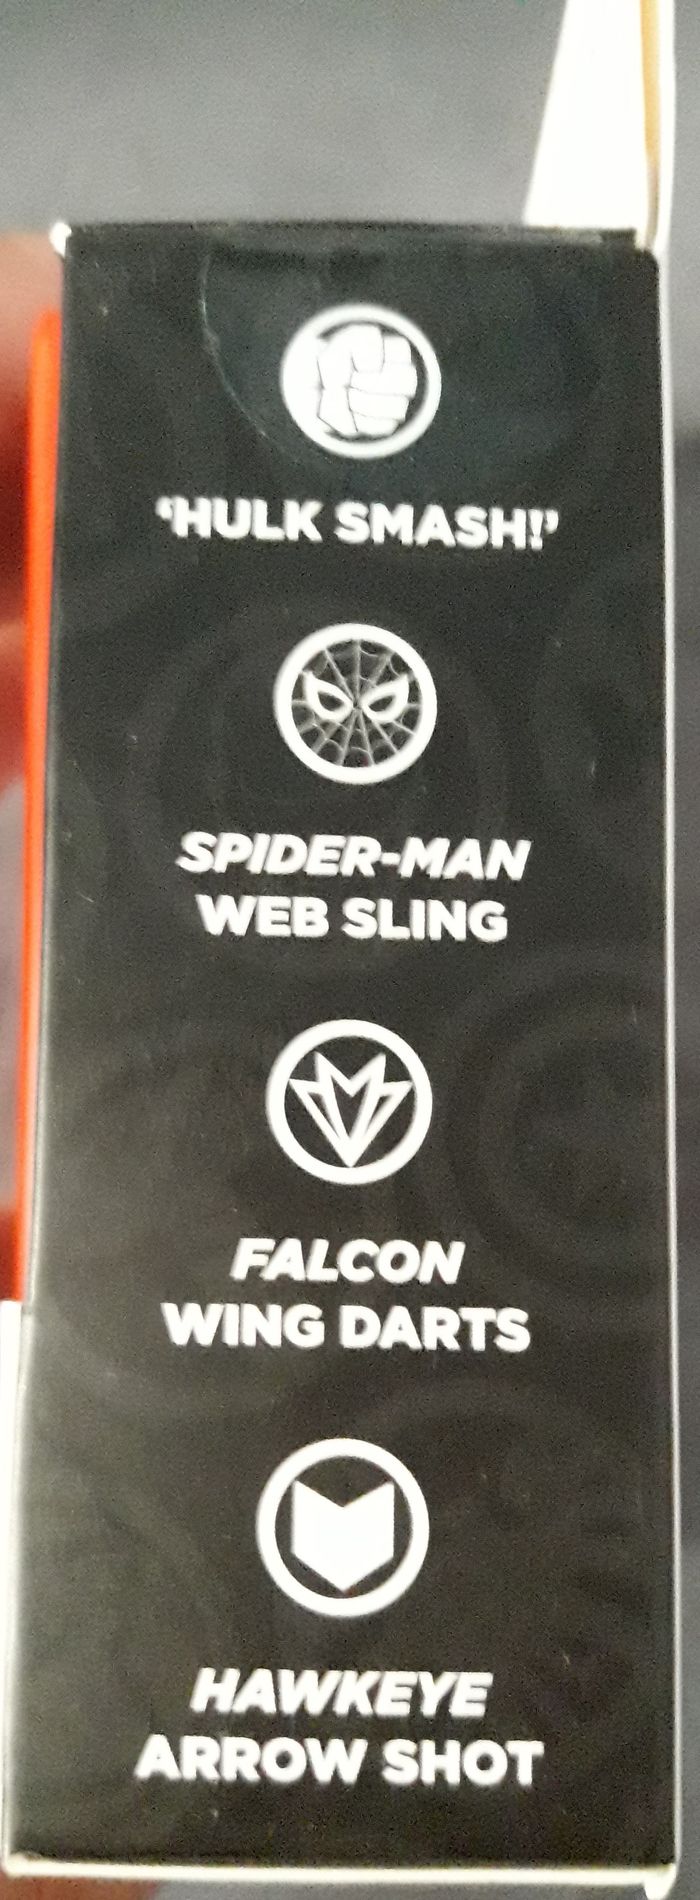 ‘HULK SMASH!’
SPIDER-MAN
WEB SLING
FALCON
WING DARTS
HAWKEYE
ARROW SHOT